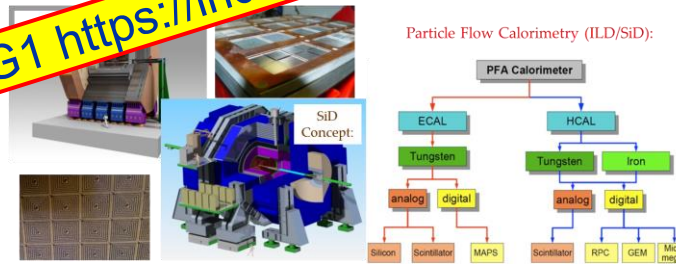 G1 https://in
Particle Flow Calorimetry (ILD/SiD):
PFA Calorimeter
ECAL
HCAL
Tungsten
Tungsten
Iron
SiD
Concept:
analog
digital
analog
digital
Silicon
Scintillator
MAPS
Scintillator
RPC
GEM